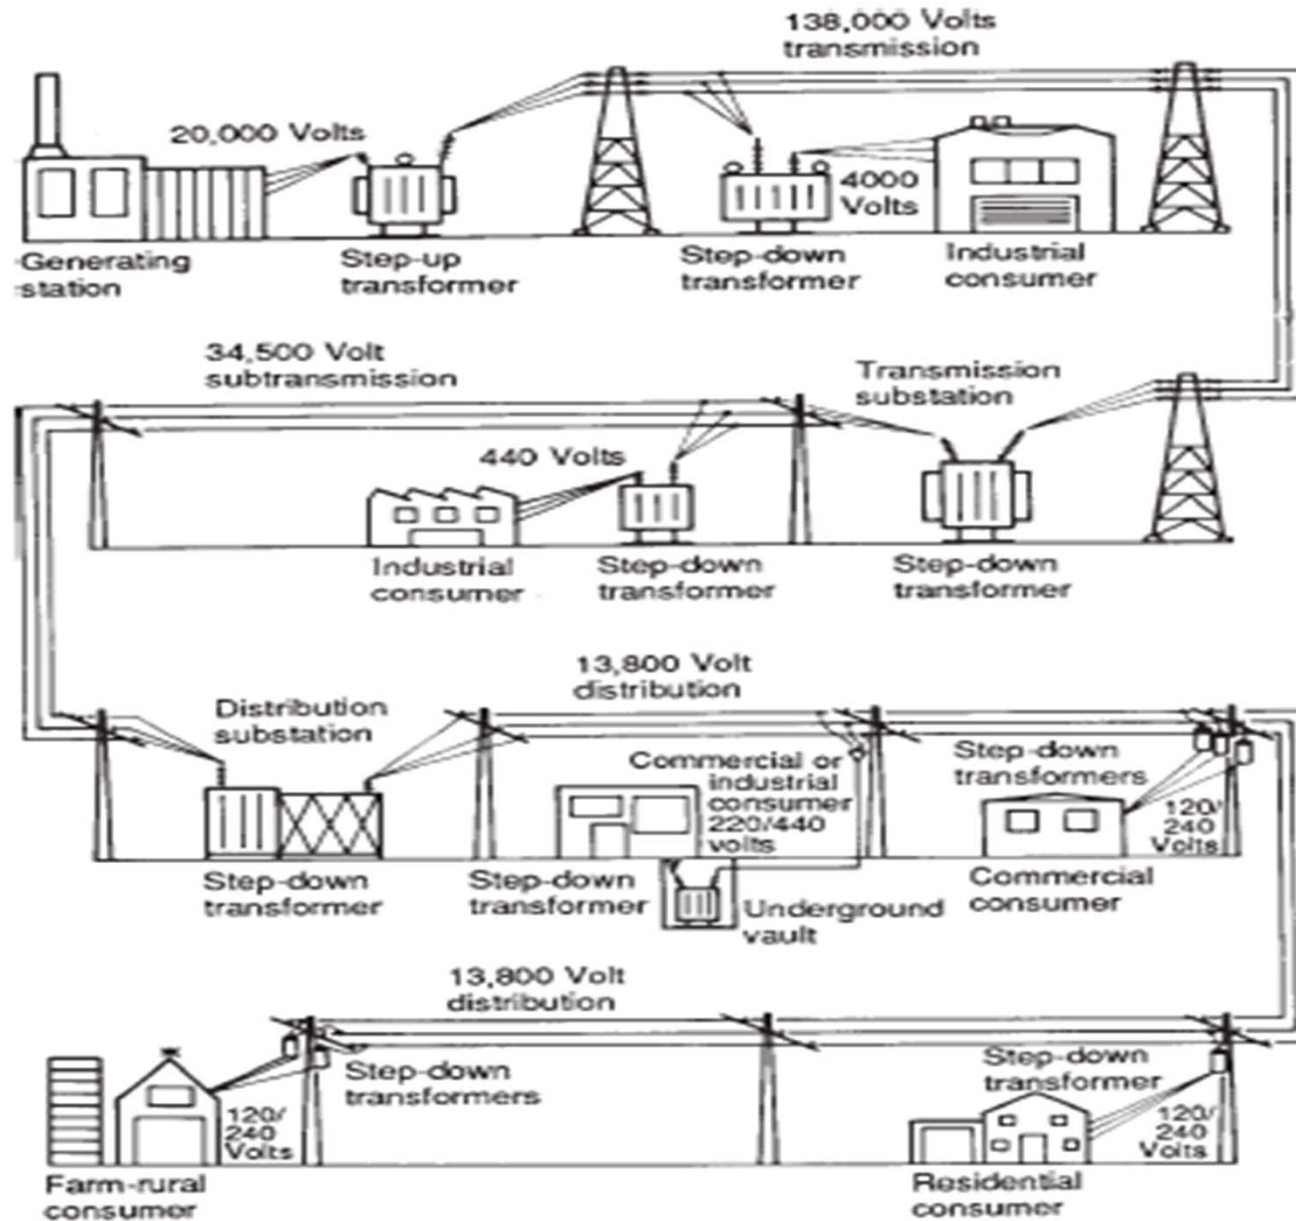 138,000 Volts
transmission
20,000 Volts
4000
Volts
Generating
station
Step-up
transformer
Step-down
transformer
Industrial
consumer
34,500 Volt
subtransmission
Transmission
substation
440 Volts
Industrial
consumer
Step-down
transformer
Step-down
transformer
13,800 Volt
distribution
Distribution
substation
Commercial or
industrial
consumer
220/440
volts
Step-down
transformers
120/
240
Volts
Step-down
transformer
Step-down
transformer
Underground
vault
Commercial
consumer
13,800 Volt
distribution
Step-down
transformers
120/
240
Volts
Step-down
transformer
120/
240
Volts
Farm-rural
consumer
Residential
consumer